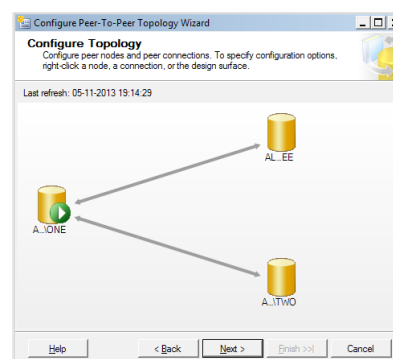 Configure Peer-To-Peer Topology Wizard
Configure Topology
Configure peer nodes and peer connections. To specify configuration options,
right-click a node, a connection, or the design surface.
Last refresh: 05-11-2013 19:14:29
AL...EE
A...\ONE
A...\TWO
Help
< Back
Next >
Finish >>|
Cancel